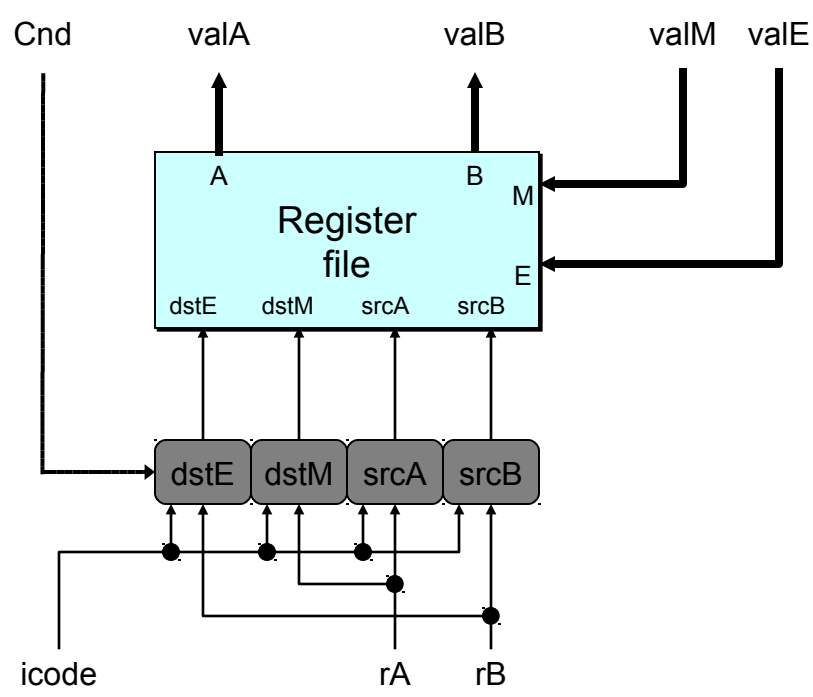 Cnd valA valB valM valE
A B
M
Register
file
E
dstE dstM srcA srcB
dstE dstM srcA srcB
icode rA rB